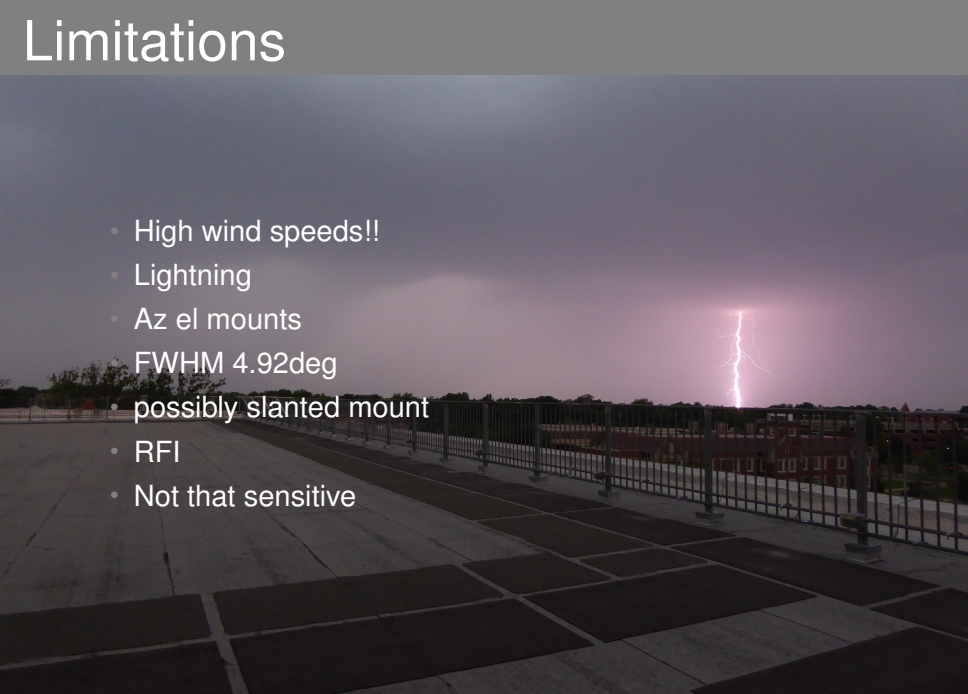 Limitations
• High wind speeds!!
• Lightning
• Az el mounts
• FWHM 4.92deg
• possibly slanted mount
• RFI
• Not that sensitive